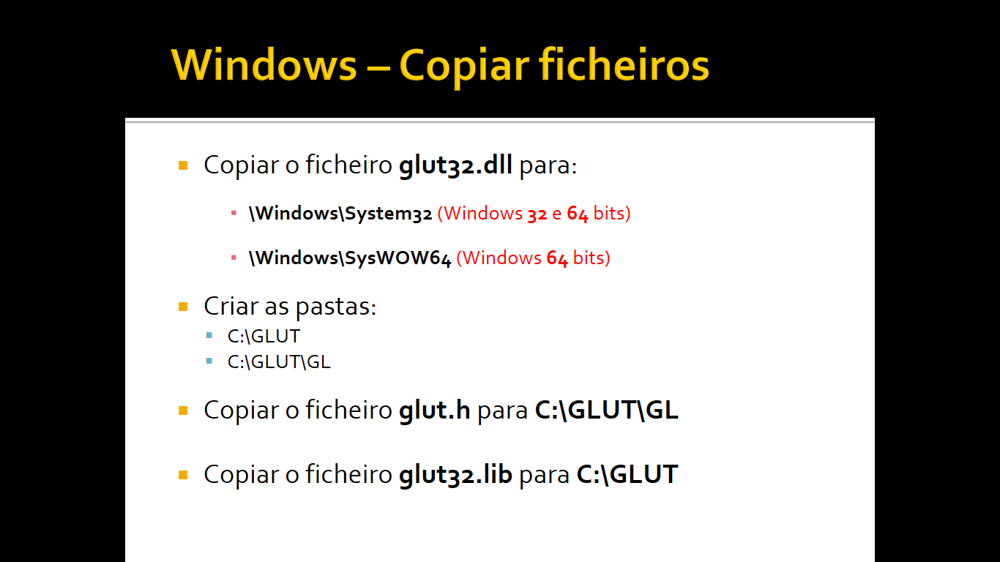 Windows – Copiar ficheiros
Copiar o ficheiro glut32.dll para:
\Windows\System32 (Windows 32 e 64 bits)
\Windows\SysWOW64 (Windows 64 bits)
Criar as pastas:
C:\GLUT
C:\GLUT\GL
Copiar o ficheiro glut.h para C:\GLUT\GL
Copiar o ficheiro glut32.lib para C:\GLUT